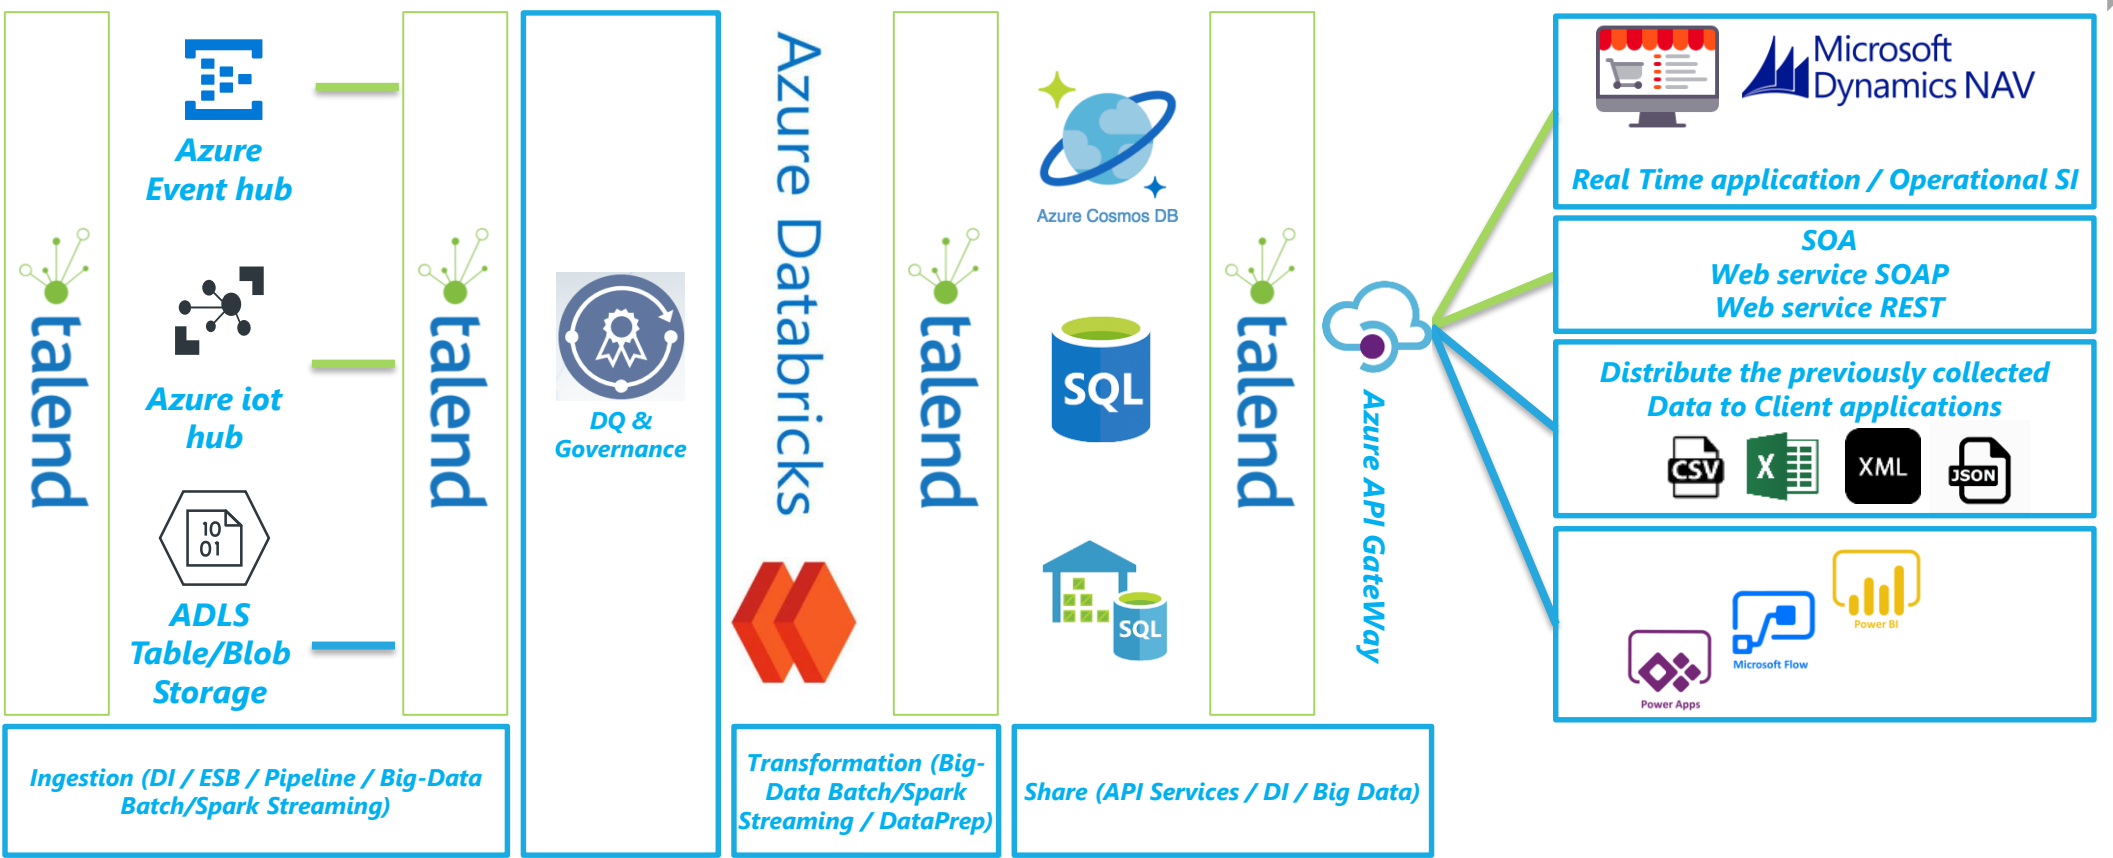 talend
Azure
Event hub
Azure iot
hub
10
01
ADLS
Table/Blob
Storage
talend
Ingestion (DI / ESB / Pipeline / Big-Data
Batch/Spark Streaming)
DQ &
Governance
Azure Databricks
talend
Transformation (Big-
Data Batch/Spark
Streaming / DataPrep)
Azure Cosmos DB
SQL
SQL
talend
Share (API Services / DI / Big Data)
Azure API GateWay
Microsoft
Dynamics NAV
Real Time application / Operational SI
SOA
Web service SOAP
Web service REST
Distribute the previously collected
Data to Client applications
CSV
X
XML
JSON
Power BI
Microsoft Flow
Power Apps